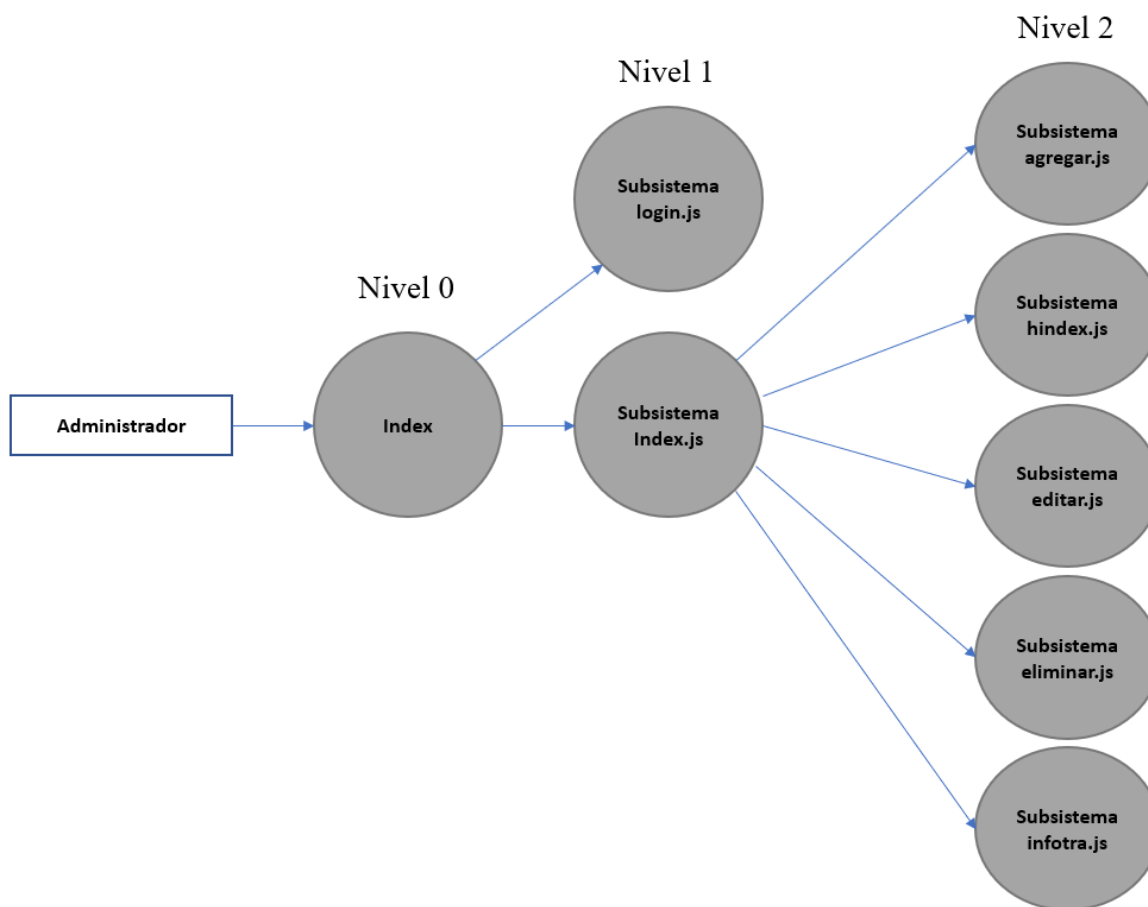 Nivel 2
Nivel 1
Nivel 0
Administrador
Index
Subsistema
login.js
Subsistema
Index.js
Subsistema
agregar.js
Subsistema
hindex.js
Subsistema
editar.js
Subsistema
eliminar.js
Subsistema
infotra.js